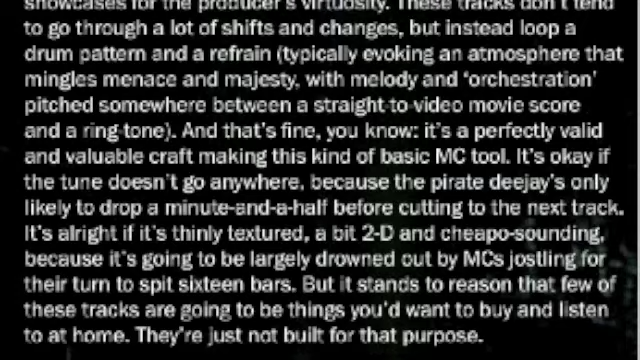 showcases for the producer's virtuosity. These tracks don't tend
to go through a lot of shifts and changes, but instead loop a
drum pattern and a refrain (typically evoking an atmosphere that
mingles menace and majesty, with melody and 'orchestration'
pitched somewhere between a straight-to-video movie score
and a ring-tone). And that's fine, you know: it's a perfectly valid
and valuable craft making this kind of basic MC tool. It's okay if
the tune doesn't go anywhere, because the pirate deejay's only
likely to drop a minute-and-a-half before cutting to the next track.
It's alright if it's thinly textured, a bit 2-D and cheapo-sounding,
because it's going to be largely drowned out by MCs jostling for
their turn to spit sixteen bars. But it stands to reason that few of
these tracks are going to be things you'd want to buy and listen
to at home. They're just not built for that purpose.